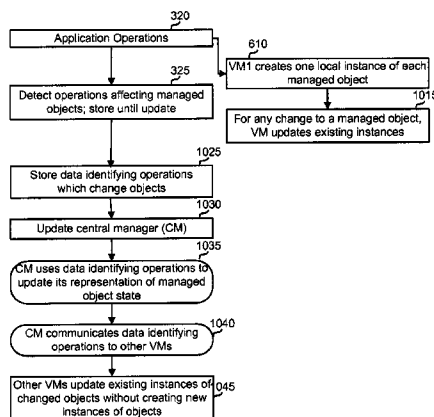 320
Application Operations
610
VM1 creates one local instance of each
managed object
325
Detect operations affecting managed
objects; store until update
1015
For any change to a managed object,
VM updates existing instances
1025
Store data identifying operations
which change objects
1030
Update central manager (CM)
1035
CM uses data identifying operations to
update its representation of managed
object state
1040
CM communicates data identifying
operations to other VMs
Other VMs update existing instances of
changed objects without creating new
instances of objects
1045